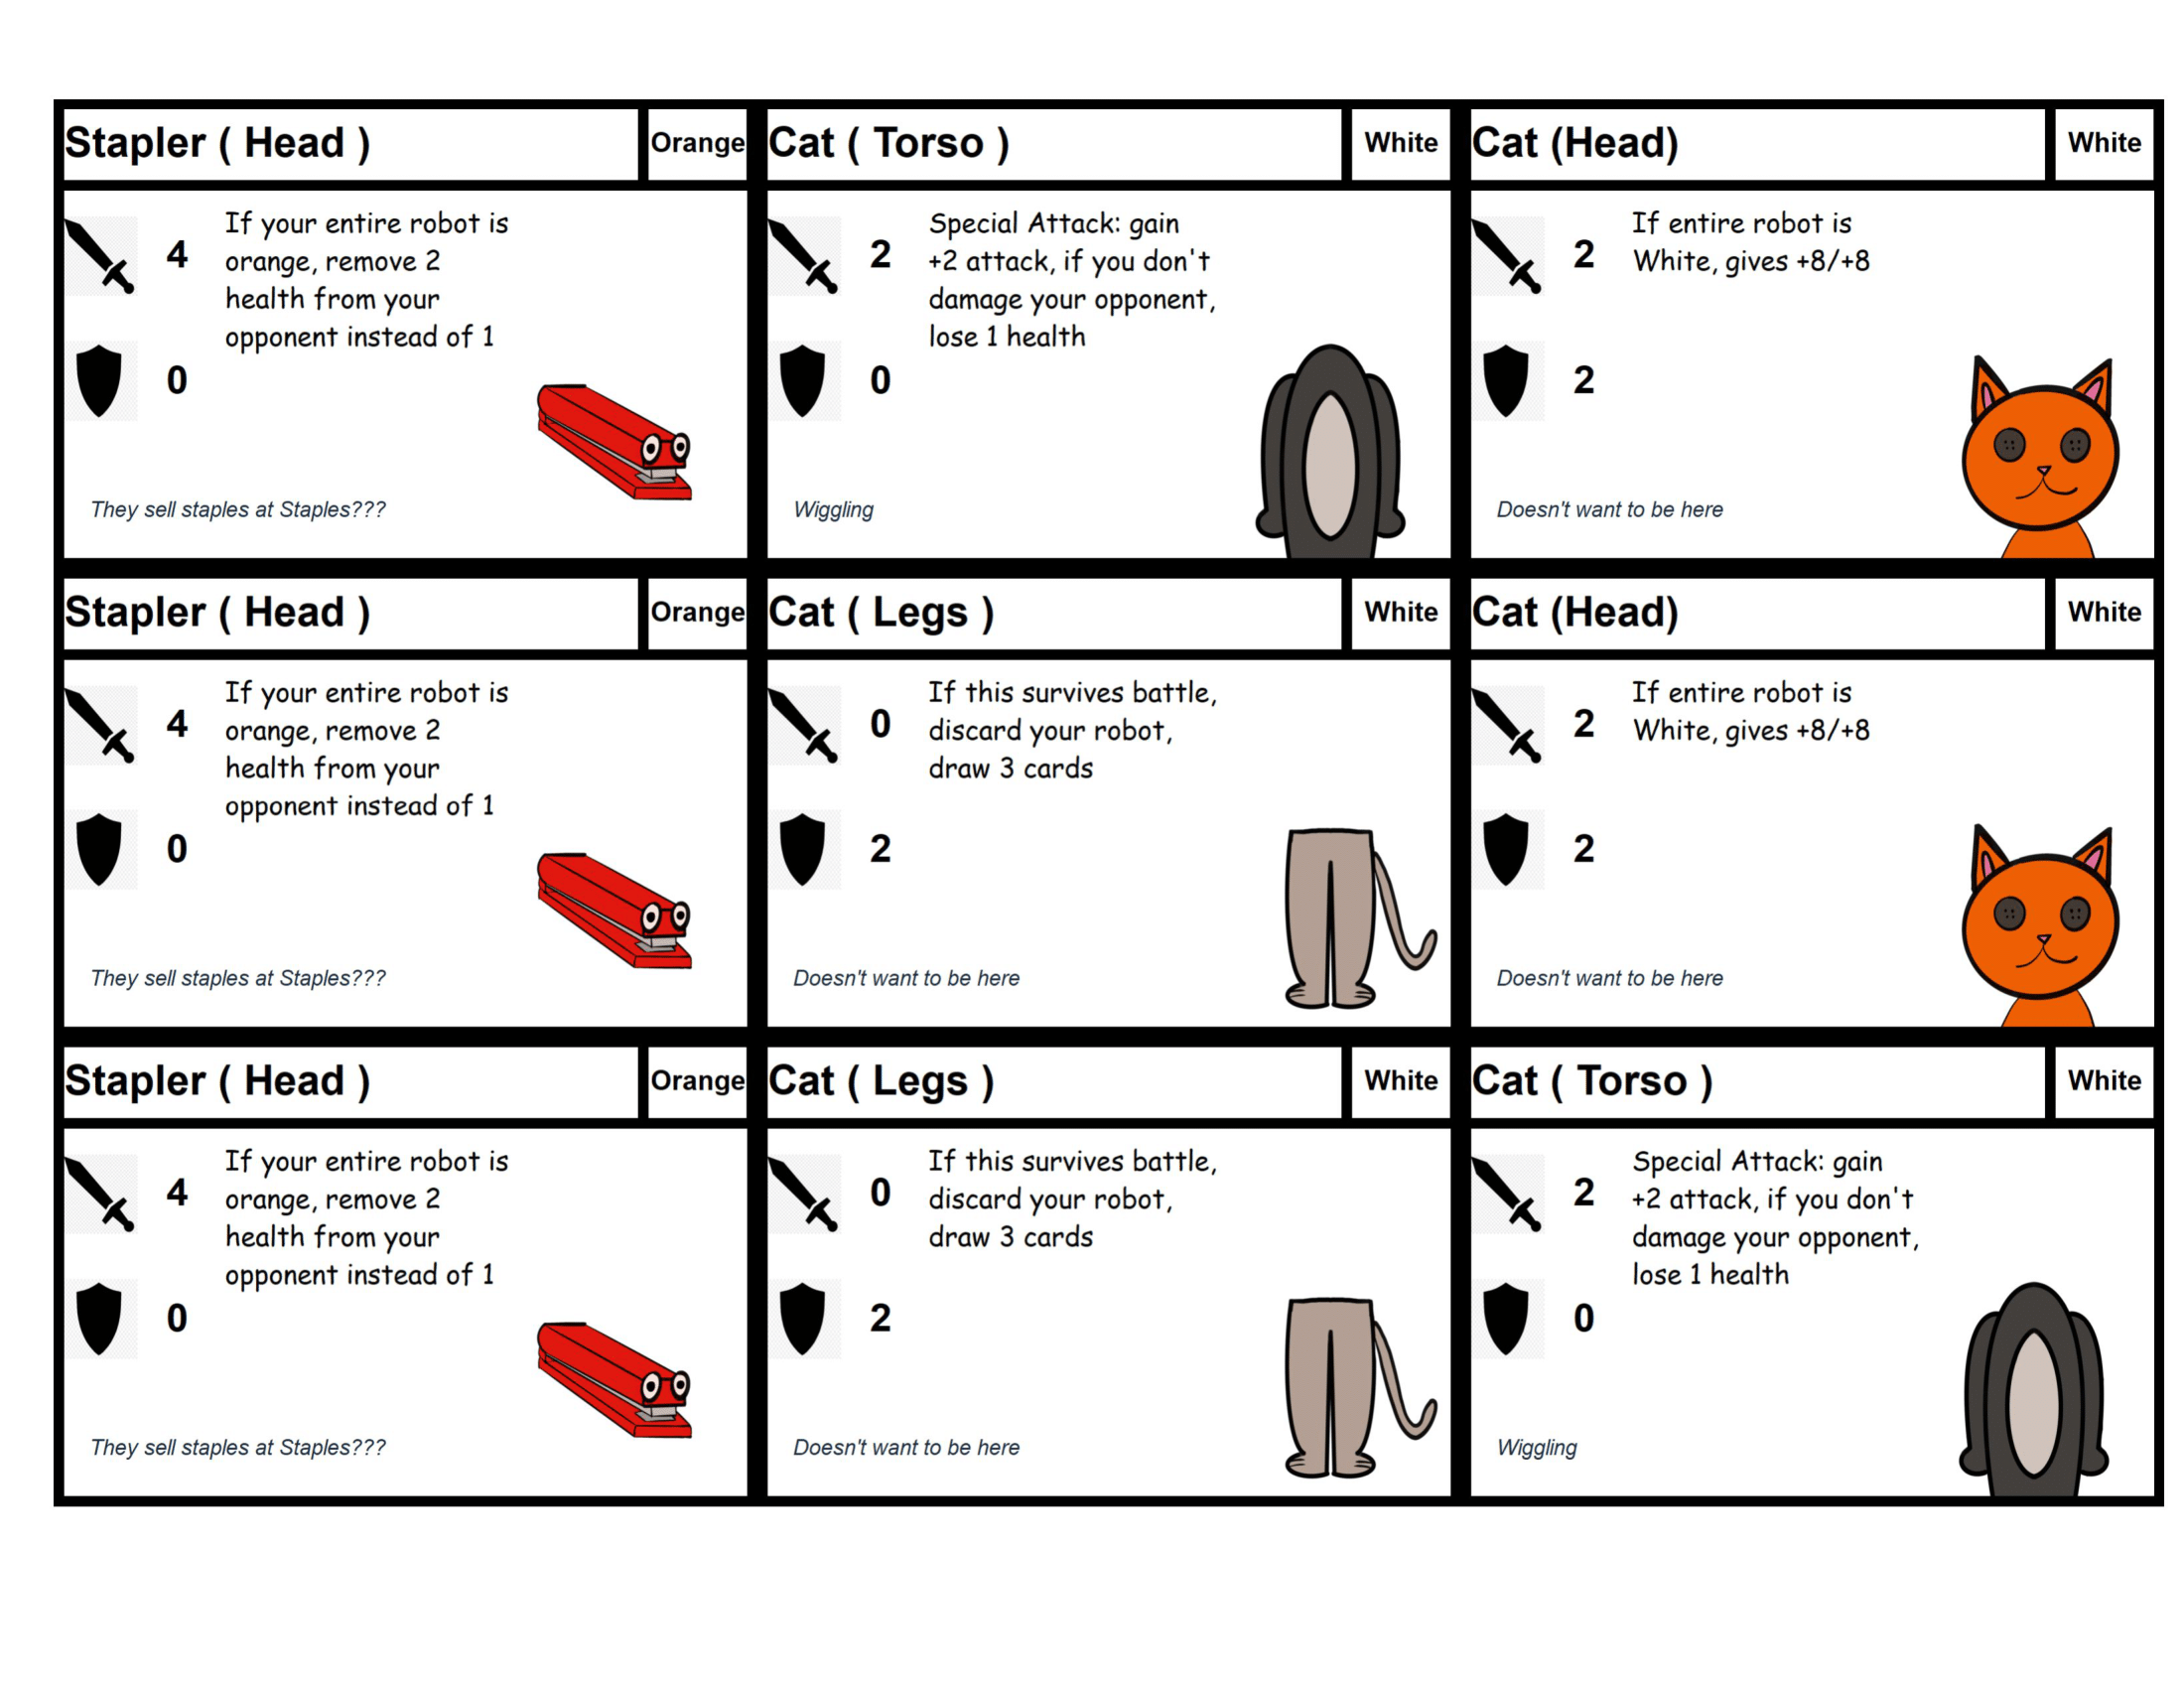 Stapler ( Head )
Orange
4
If your entire robot is
orange, remove 2
health from your
opponent instead of 1
0
They sell staples at Staples???
Cat ( Torso )
White
2
Special Attack: gain
+2 attack, if you don't
damage your opponent,
lose 1 health
0
Wiggling
Cat (Head)
White
2
If entire robot is
White, gives +8/+8
2
Doesn't want to be here
Stapler ( Head )
Orange
4
If your entire robot is
orange, remove 2
health from your
opponent instead of 1
0
They sell staples at Staples???
Cat ( Legs )
White
0
If this survives battle,
discard your robot,
draw 3 cards
2
Doesn't want to be here
Cat (Head)
White
2
If entire robot is
White, gives +8/+8
2
Doesn't want to be here
Stapler ( Head )
Orange
4
If your entire robot is
orange, remove 2
health from your
opponent instead of 1
0
They sell staples at Staples???
Cat ( Legs )
White
0
If this survives battle,
discard your robot,
draw 3 cards
2
Doesn't want to be here
Cat ( Torso )
White
2
Special Attack: gain
+2 attack, if you don't
damage your opponent,
lose 1 health
0
Wiggling